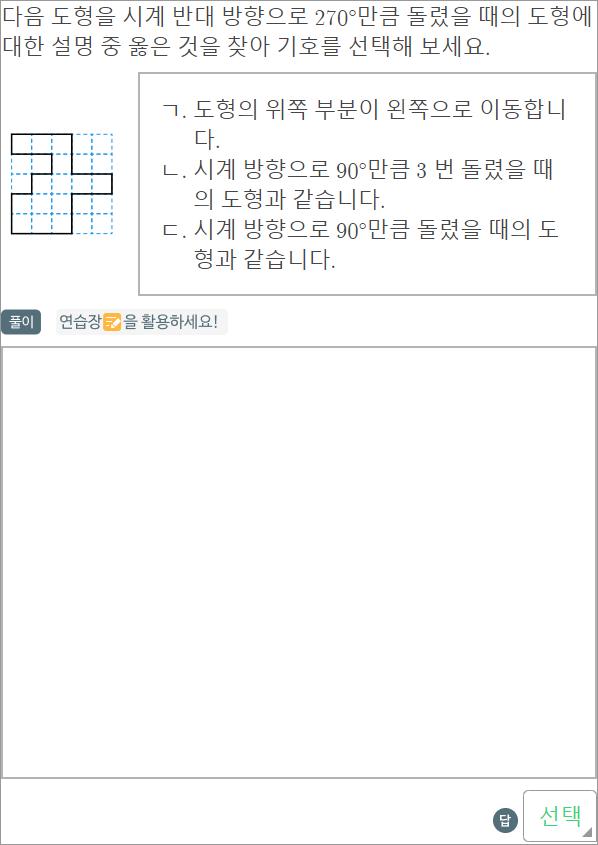 다음 도형을 시계 반대 방향으로 270°만큼 돌렸을 때의 도형에
대한 설명 중 옳은 것을 찾아 기호를 선택해 보세요.
ㄱ. 도형의 위쪽 부분이 왼쪽으로 이동합니
다.
ㄴ. 시계 방향으로 90°만큼 3 번 돌렸을 때
의 도형과 같습니다.
ㄷ. 시계 방향으로 90°만큼 돌렸을 때의 도
형과 같습니다.
풀이 연습장을 활용하세요!
답 선택